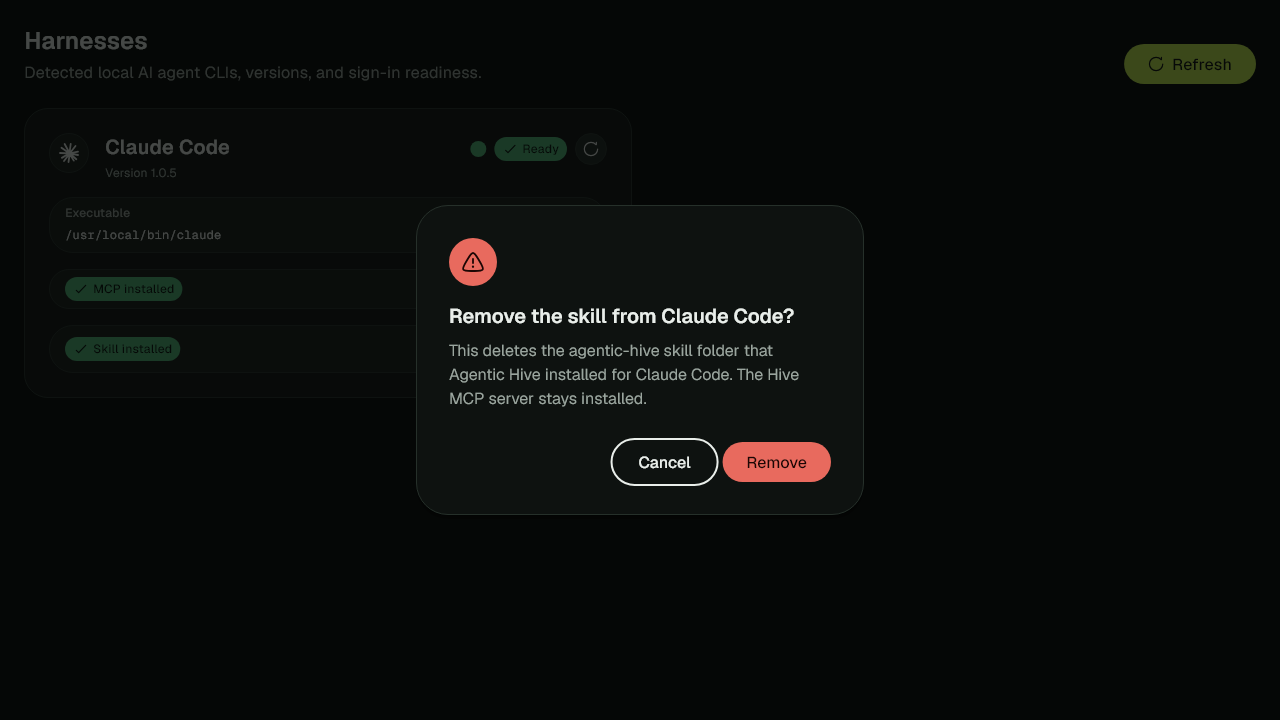 Harnesses
Detected local AI agent CLIs, versions, and sign-in readiness.
Refresh
Claude Code
Version 1.0.5
Ready
Executable
/usr/local/bin/claude
MCP installed
Skill installed
Remove the skill from Claude Code?
This deletes the agentic-hive skill folder that
Agentic Hive installed for Claude Code. The Hive
MCP server stays installed.
Cancel
Remove